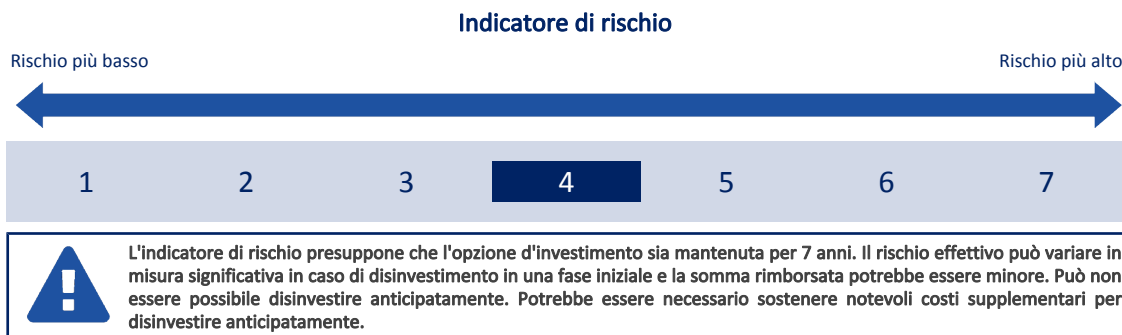 Indicatore di rischio
Rischio più basso Rischio più alto
1 2 3 4 5 6 7
L'indicatore di rischio presuppone che l'opzione d'investimento sia mantenuta per 7 anni. Il rischio effettivo può variare in
misura significativa in caso di disinvestimento in una fase iniziale e la somma rimborsata potrebbe essere minore. Può non
essere possibile disinvestire anticipatamente. Potrebbe essere necessario sostenere notevoli costi supplementari per
disinvestire anticipatamente.